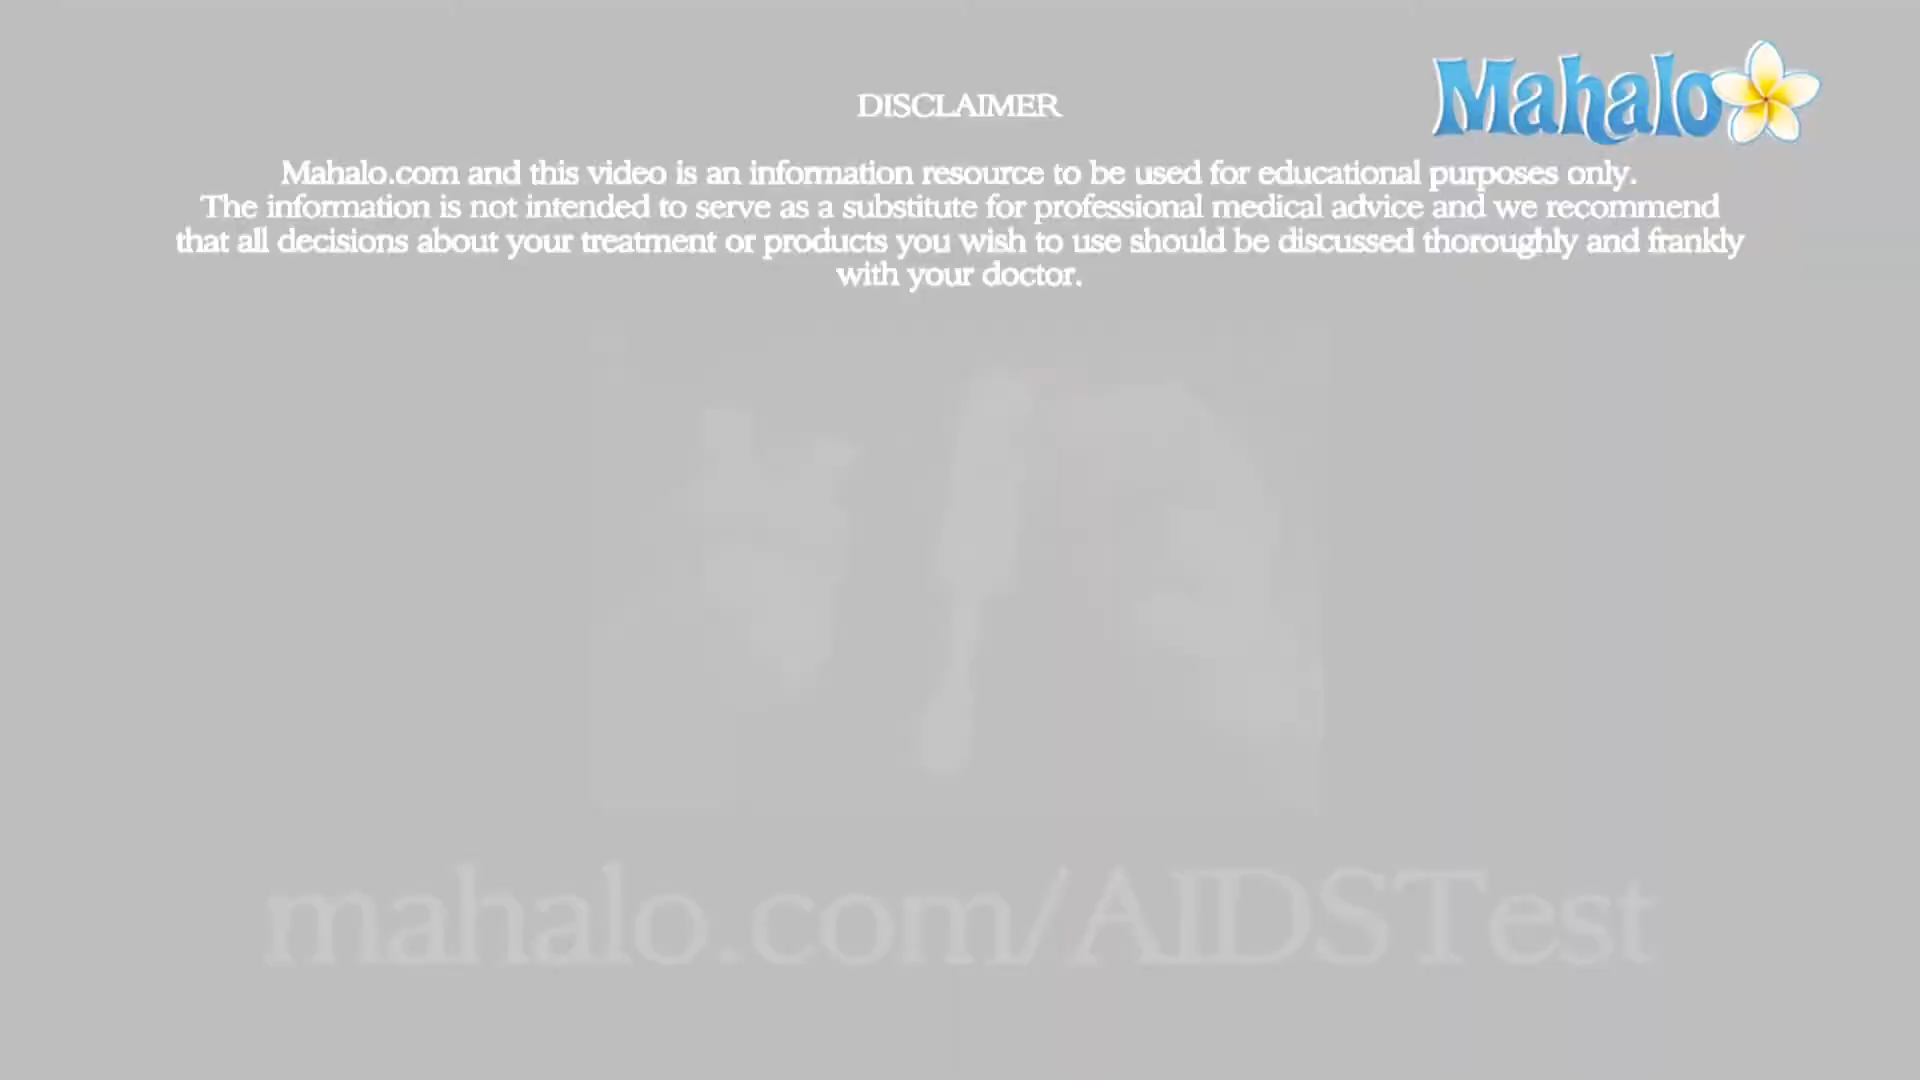 Mahalo
DISCLAIMER
Mahalo.com and this video is an information resource to be used for educational purposes only.
The information is not intended to serve as a substitute for professional medical advice and we recommend
that all decisions about your treatment or products you wish to use should be discussed thoroughly and frankly
with your doctor.
mahalo.com/AIDSTest